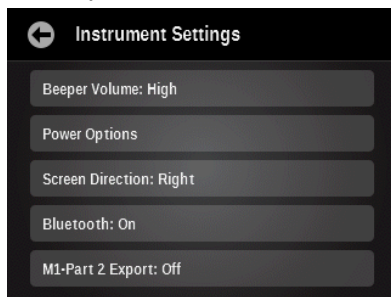 Instrument Settings
Beeper Volume: High
Power Options
Screen Direction: Right
Bluetooth: On
M1-Part 2 Export: Off